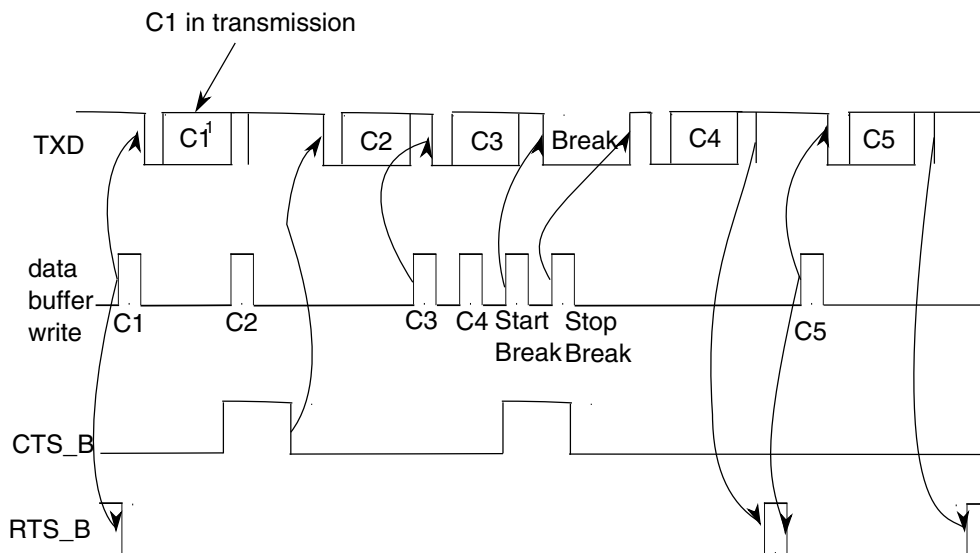 C1 in transmission
TXD
C1
1
C2
C3
Break
C4
C5
data
buffer
write
C1
C2
C3
C4
Start
Break
Stop
Break
C5
CTS_B
RTS_B